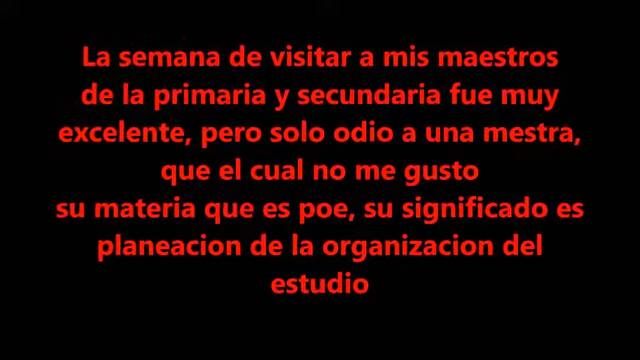 La semana de visitar a mis maestros
de la primaria y secundaria fue muy
excelente, pero solo odio a una mestra,
que el cual no me gusto
su materia que es poe, su significado es
planeacion de la organizacion del
estudio